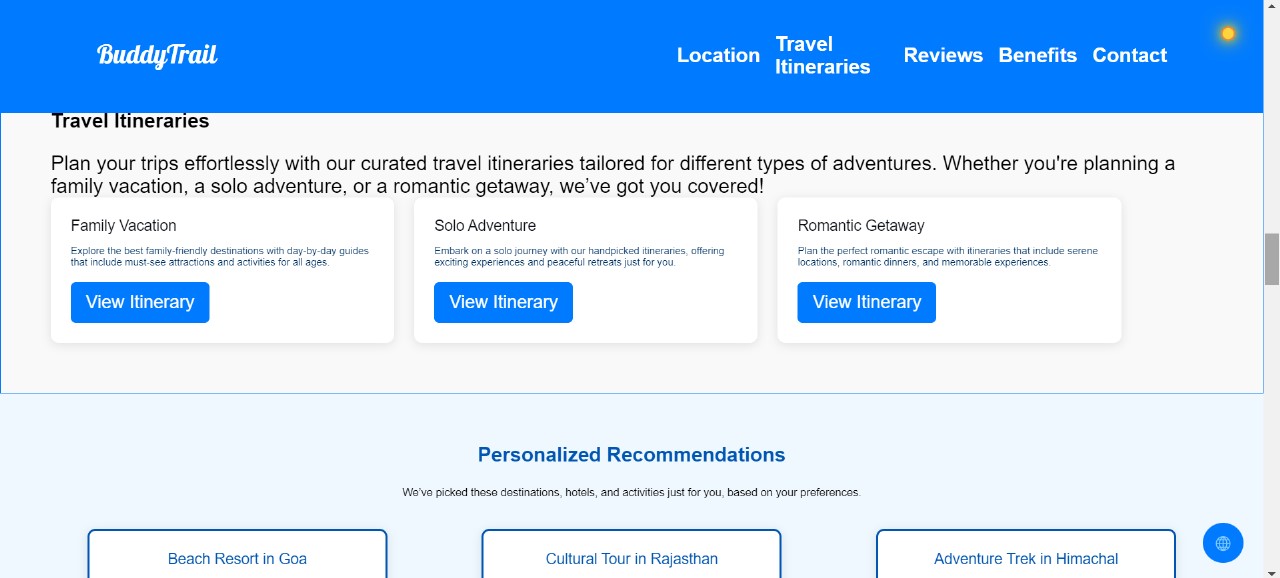 BuddyTrail
Location
Travel
Itineraries
Reviews
Benefits
Contact
Travel Itineraries
Plan your trips effortlessly with our curated travel itineraries tailored for different types of adventures. Whether you're planning a
family vacation, a solo adventure, or a romantic getaway, we’ve got you covered!
Family Vacation
Explore the best family-friendly destinations with day-by-day guides
that include must-see attractions and activities for all ages.
View Itinerary
Solo Adventure
Embark on a solo journey with our handpicked itineraries, offering
exciting experiences and peaceful retreats just for you.
View Itinerary
Romantic Getaway
Plan the perfect romantic escape with itineraries that include serene
locations, romantic dinners, and memorable experiences.
View Itinerary
Personalized Recommendations
We’ve picked these destinations, hotels, and activities just for you, based on your preferences.
Beach Resort in Goa
Cultural Tour in Rajasthan
Adventure Trek in Himachal